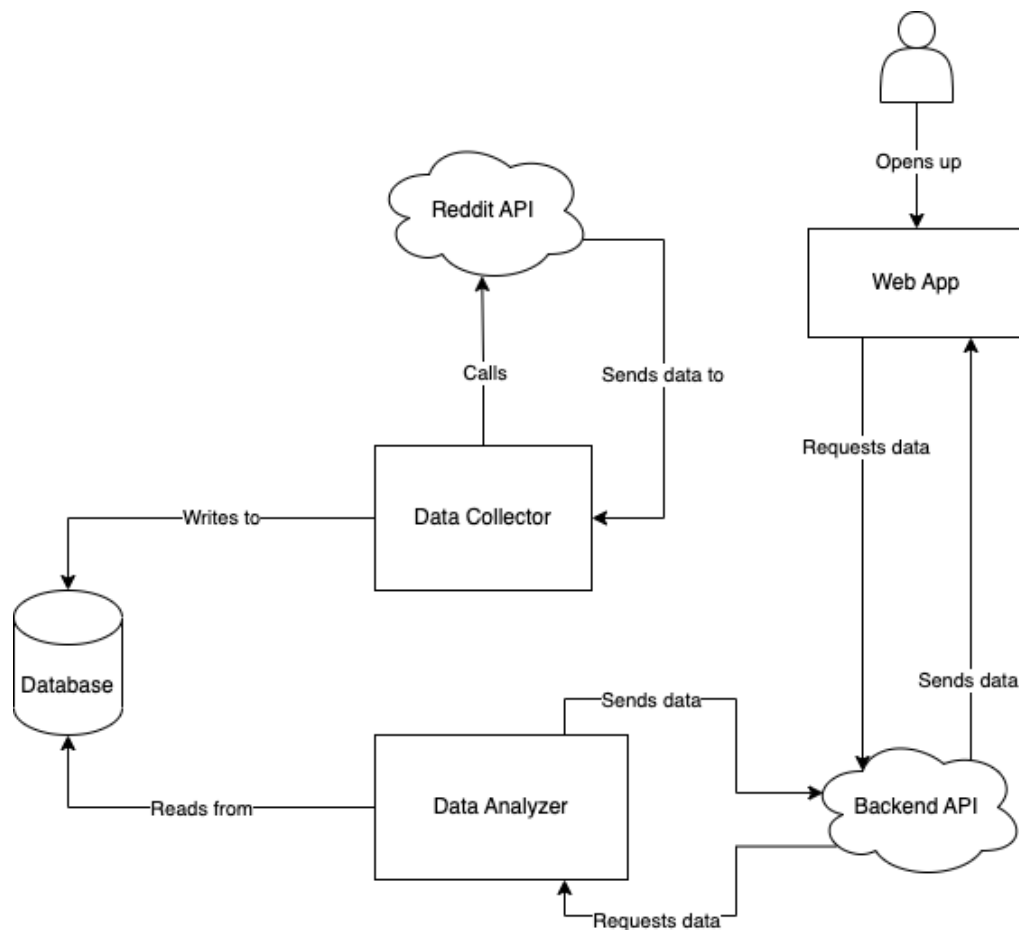 Opens up
Reddit API
Web App
Calls
Sends data to
Requests data
Writes to
Data Collector
Database
Sends data
Sends data
Reads from
Data Analyzer
Backend API
Requests data